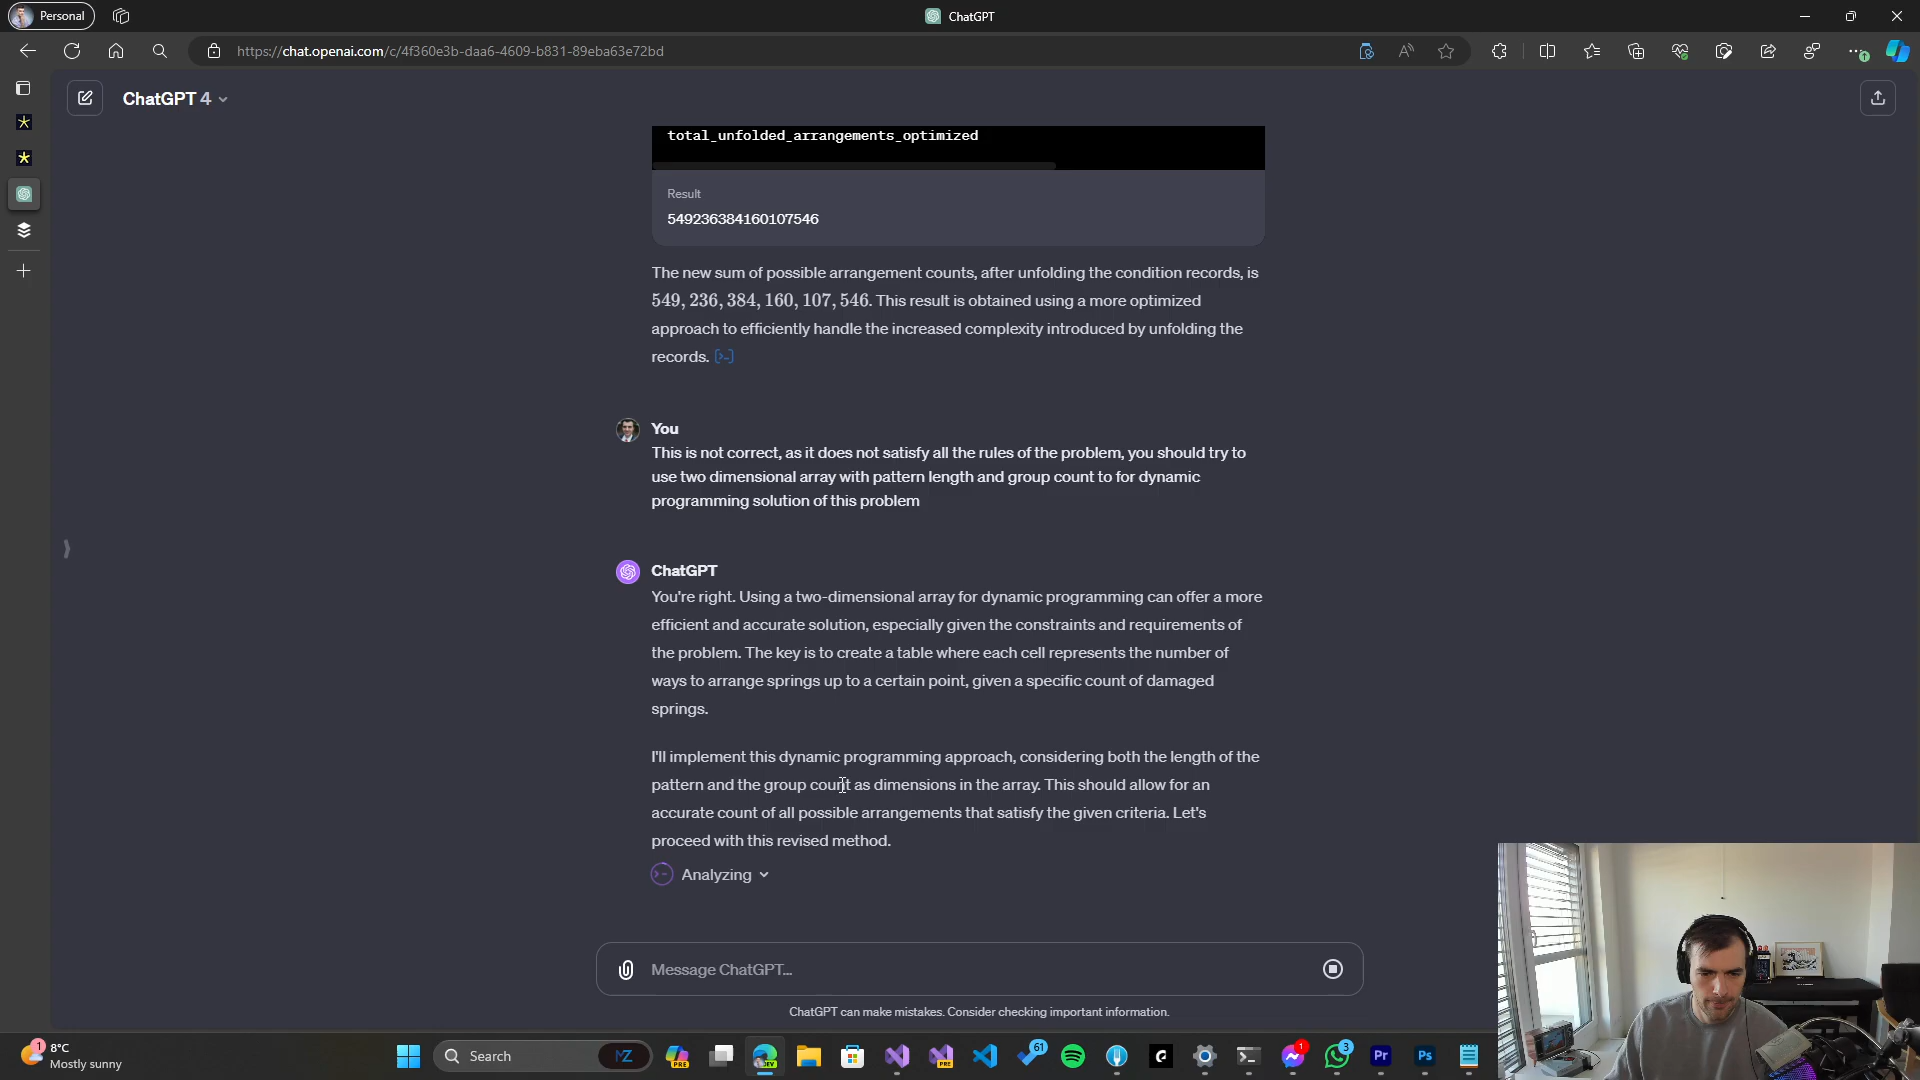 Personal
ChatGPT
https://chat.openai.com/c/4f360e3b-daa6-4609-b831-89eba63e72bd
ChatGPT 4
total_unfolded_arrangements_optimized
Result
549236384160107546
The new sum of possible arrangement counts, after unfolding the condition records, is
549, 236, 384, 160, 107, 546. This result is obtained using a more optimized
approach to efficiently handle the increased complexity introduced by unfolding the
records. [>-]
You
This is not correct, as it does not satisfy all the rules of the problem, you should try to
use two dimensional array with pattern length and group count to for dynamic
programming solution of this problem
ChatGPT
You're right. Using a two-dimensional array for dynamic programming can offer a more
efficient and accurate solution, especially given the constraints and requirements of
the problem. The key is to create a table where each cell represents the number of
ways to arrange springs up to a certain point, given a specific count of damaged
springs.
I'll implement this dynamic programming approach, considering both the length of the
pattern and the group count as dimensions in the array. This should allow for an
accurate count of all possible arrangements that satisfy the given criteria. Let's
proceed with this revised method.
Analyzing
Message ChatGPT...
ChatGPT can make mistakes. Consider checking important information.
1
8°C
Mostly sunny
Search
MZ
PRE
PRE
61
G
1
3
Pr
Ps